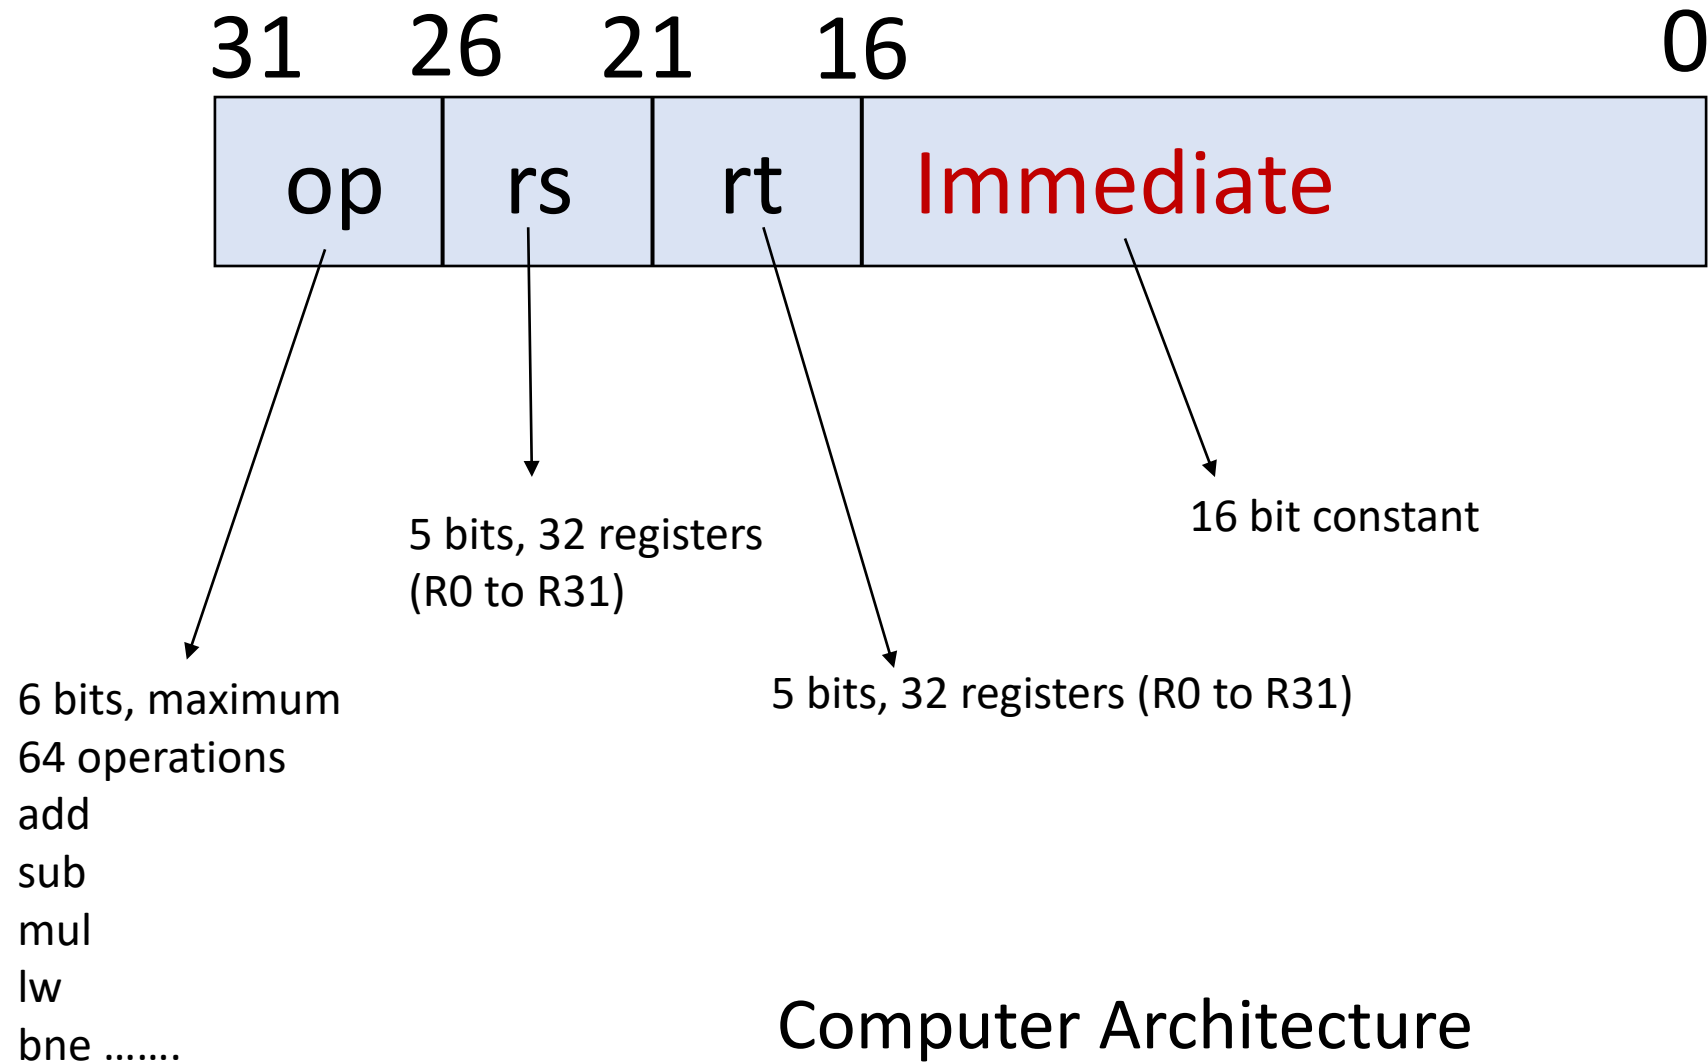 31 26 21 16 0
op rs rt Immediate
5 bits, 32 registers
(R0 to R31)
16 bit constant
6 bits, maximum
64 operations
add
sub
mul
lw
bne …….
5 bits, 32 registers (R0 to R31)
Computer Architecture